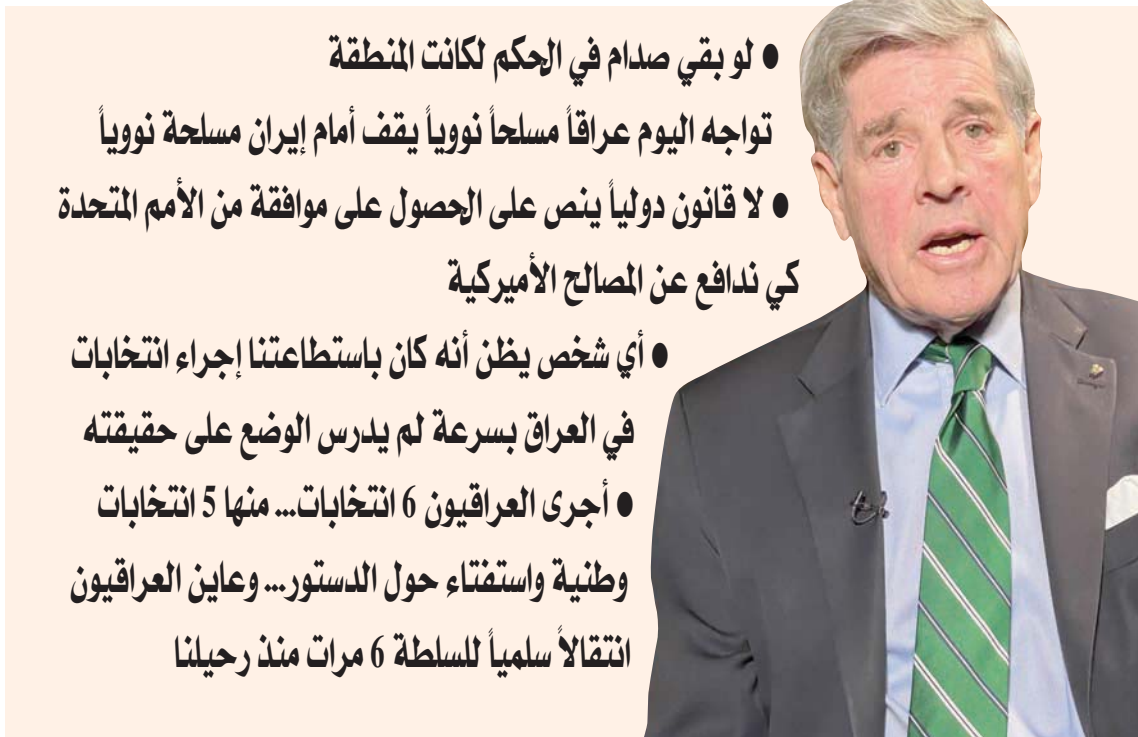 ● لو بقي صدام في الحكم لكانت المنطقة
تواجه اليوم عراقاً مسلحاً نووياً يقف أمام إيران مسلحة نووياً
● لا قانون دولياً ينص على الحصول على موافقة من الأمم المتحدة
كي ندافع عن المصالح الأميركية
● أي شخص يظن أنه كان باستطاعتنا إجراء انتخابات
في العراق بسرعة لم يدرس الوضع على حقيقته
● أجرى العراقيون 6 انتخابات... منها 5 انتخابات
وطنية واستفتاء حول الدستور... وعاين العراقيون
انتقالاً سلمياً للسلطة 6 مرات منذ رحيلنا